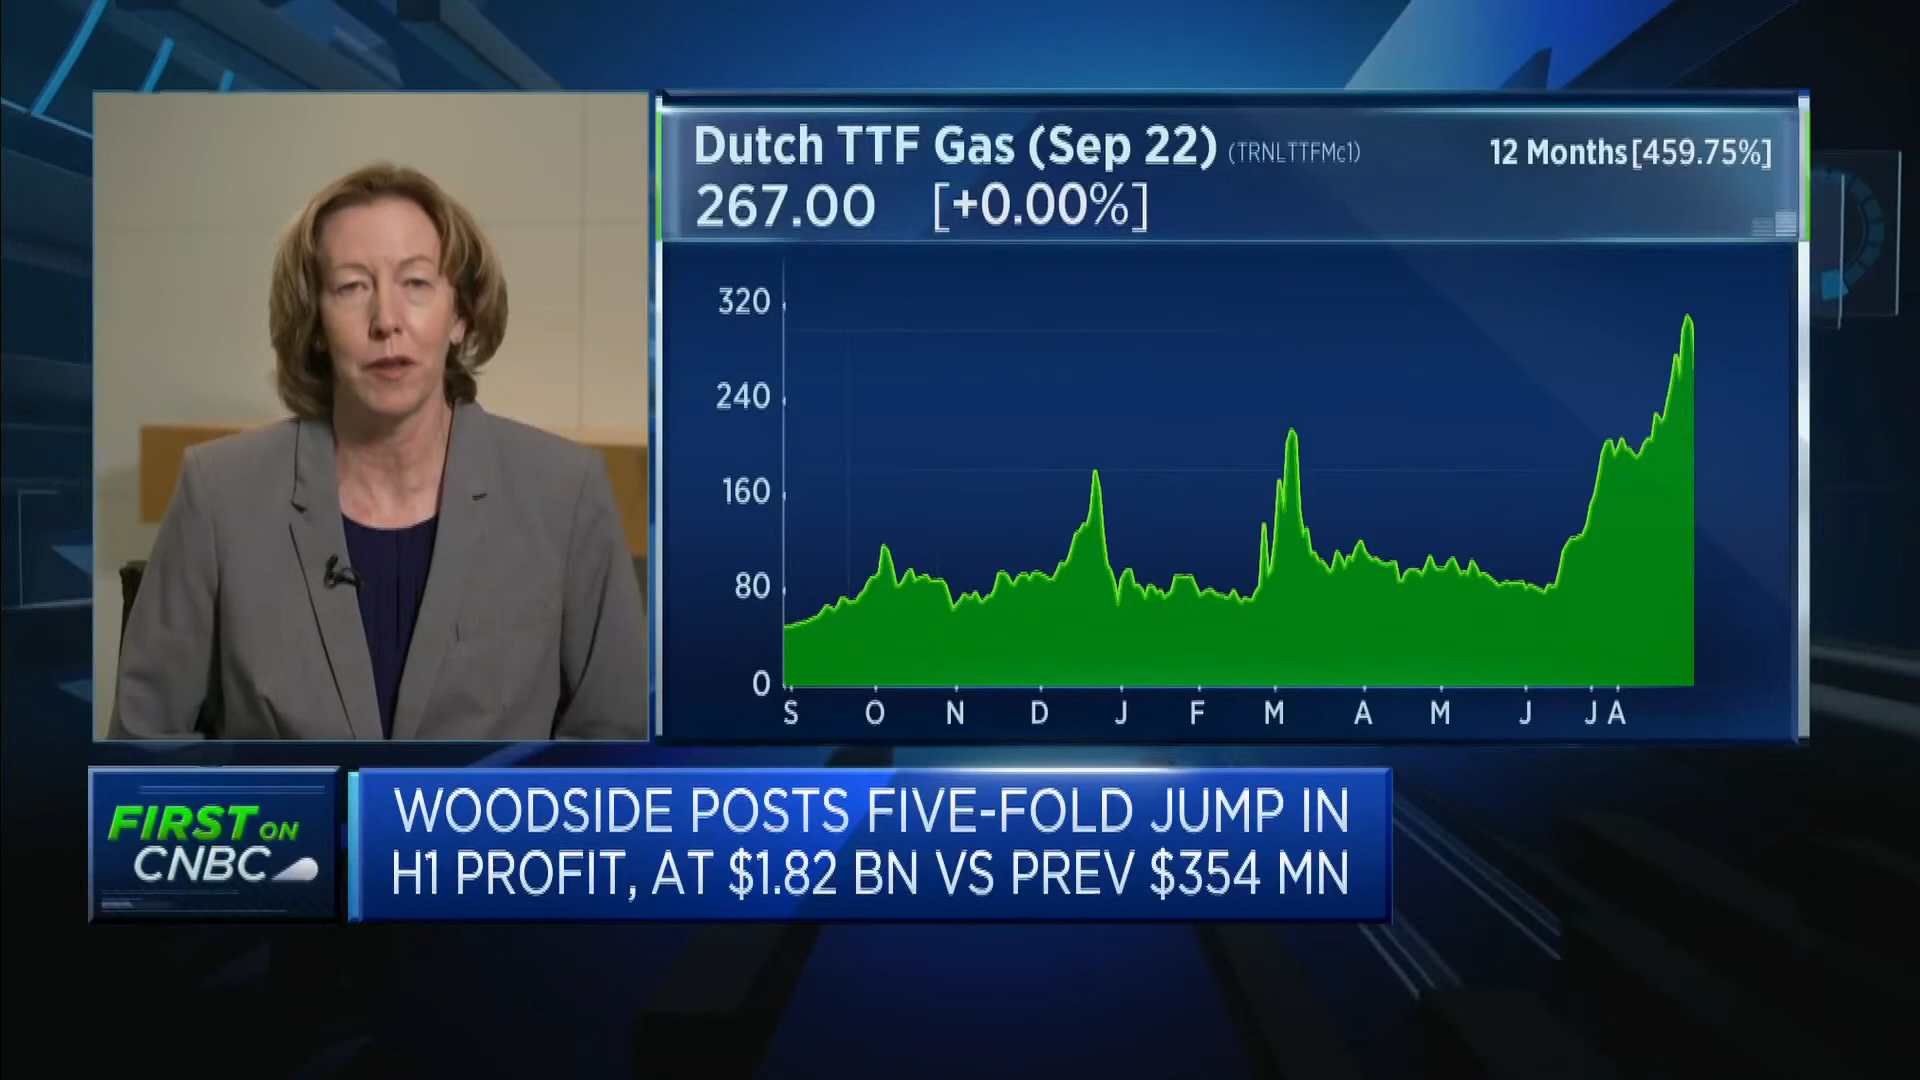 Dutch TTF Gas (Sep 22) (TRNLTTFMc1) 12 Months[459.75%]
267.00 [+0.00%]
320
240
160
80
0
S O N D J F M A M J J A
FIRST ON
CNBC
WOODSIDE POSTS FIVE-FOLD JUMP IN
H1 PROFIT, AT $1.82 BN VS PREV $354 MN